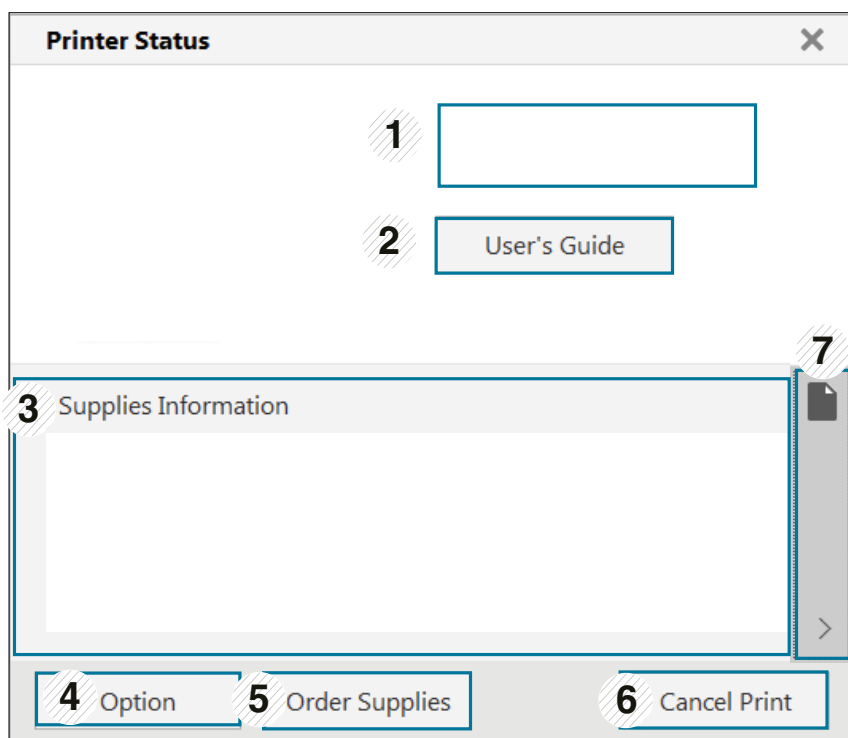 Printer Status
1
2 User's Guide
7
3 Supplies Information
4 Option 5 Order Supplies 6 Cancel Print